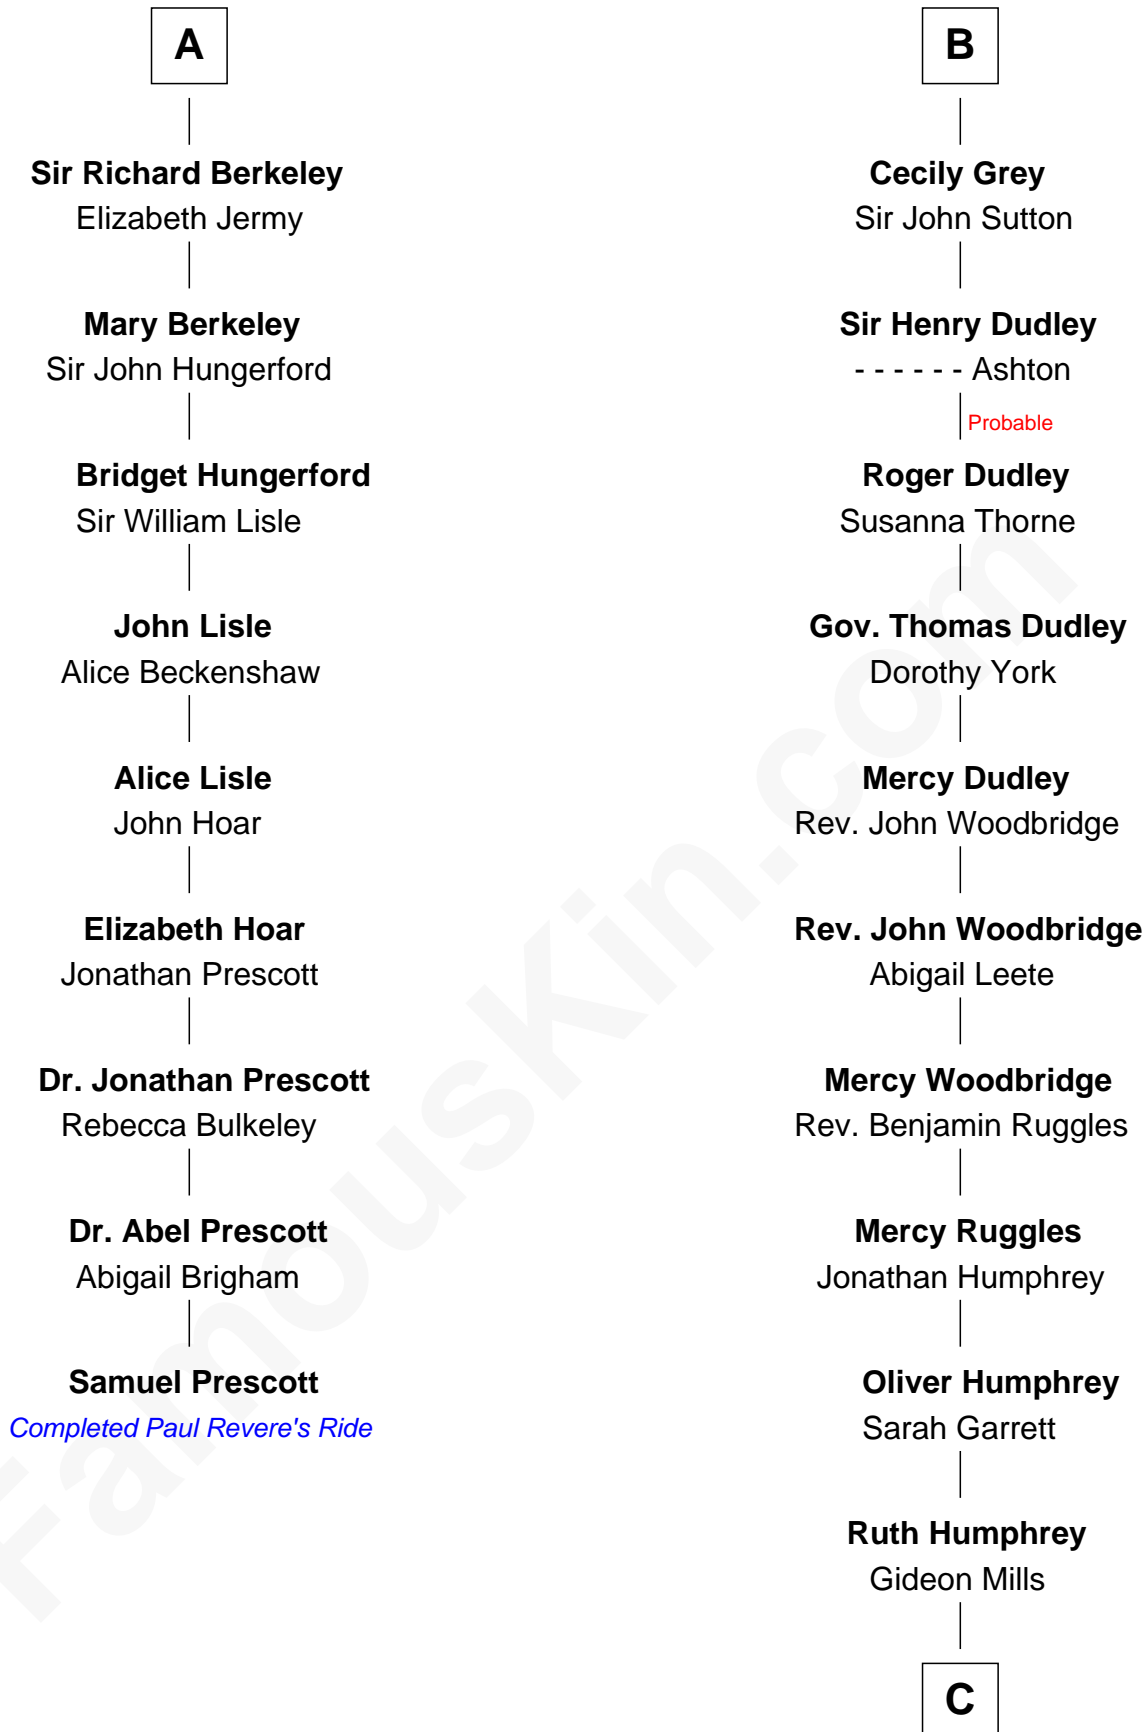 A
Sir Richard Berkeley
Elizabeth Jermy
Mary Berkeley
Sir John Hungerford
Bridget Hungerford
Sir William Lisle
John Lisle
Alice Beckenshaw
Alice Lisle
John Hoar
Elizabeth Hoar
Jonathan Prescott
Dr. Jonathan Prescott
Rebecca Bulkeley
Dr. Abel Prescott
Abigail Brigham
Samuel Prescott
Completed Paul Revere's Ride
B
Cecily Grey
Sir John Sutton
Sir Henry Dudley
- - - - - - Ashton
Probable
Roger Dudley
Susanna Thorne
Gov. Thomas Dudley
Dorothy York
Mercy Dudley
Rev. John Woodbridge
Rev. John Woodbridge
Abigail Leete
Mercy Woodbridge
Rev. Benjamin Ruggles
Mercy Ruggles
Jonathan Humphrey
Oliver Humphrey
Sarah Garrett
Ruth Humphrey
Gideon Mills
C
FamousKin.com